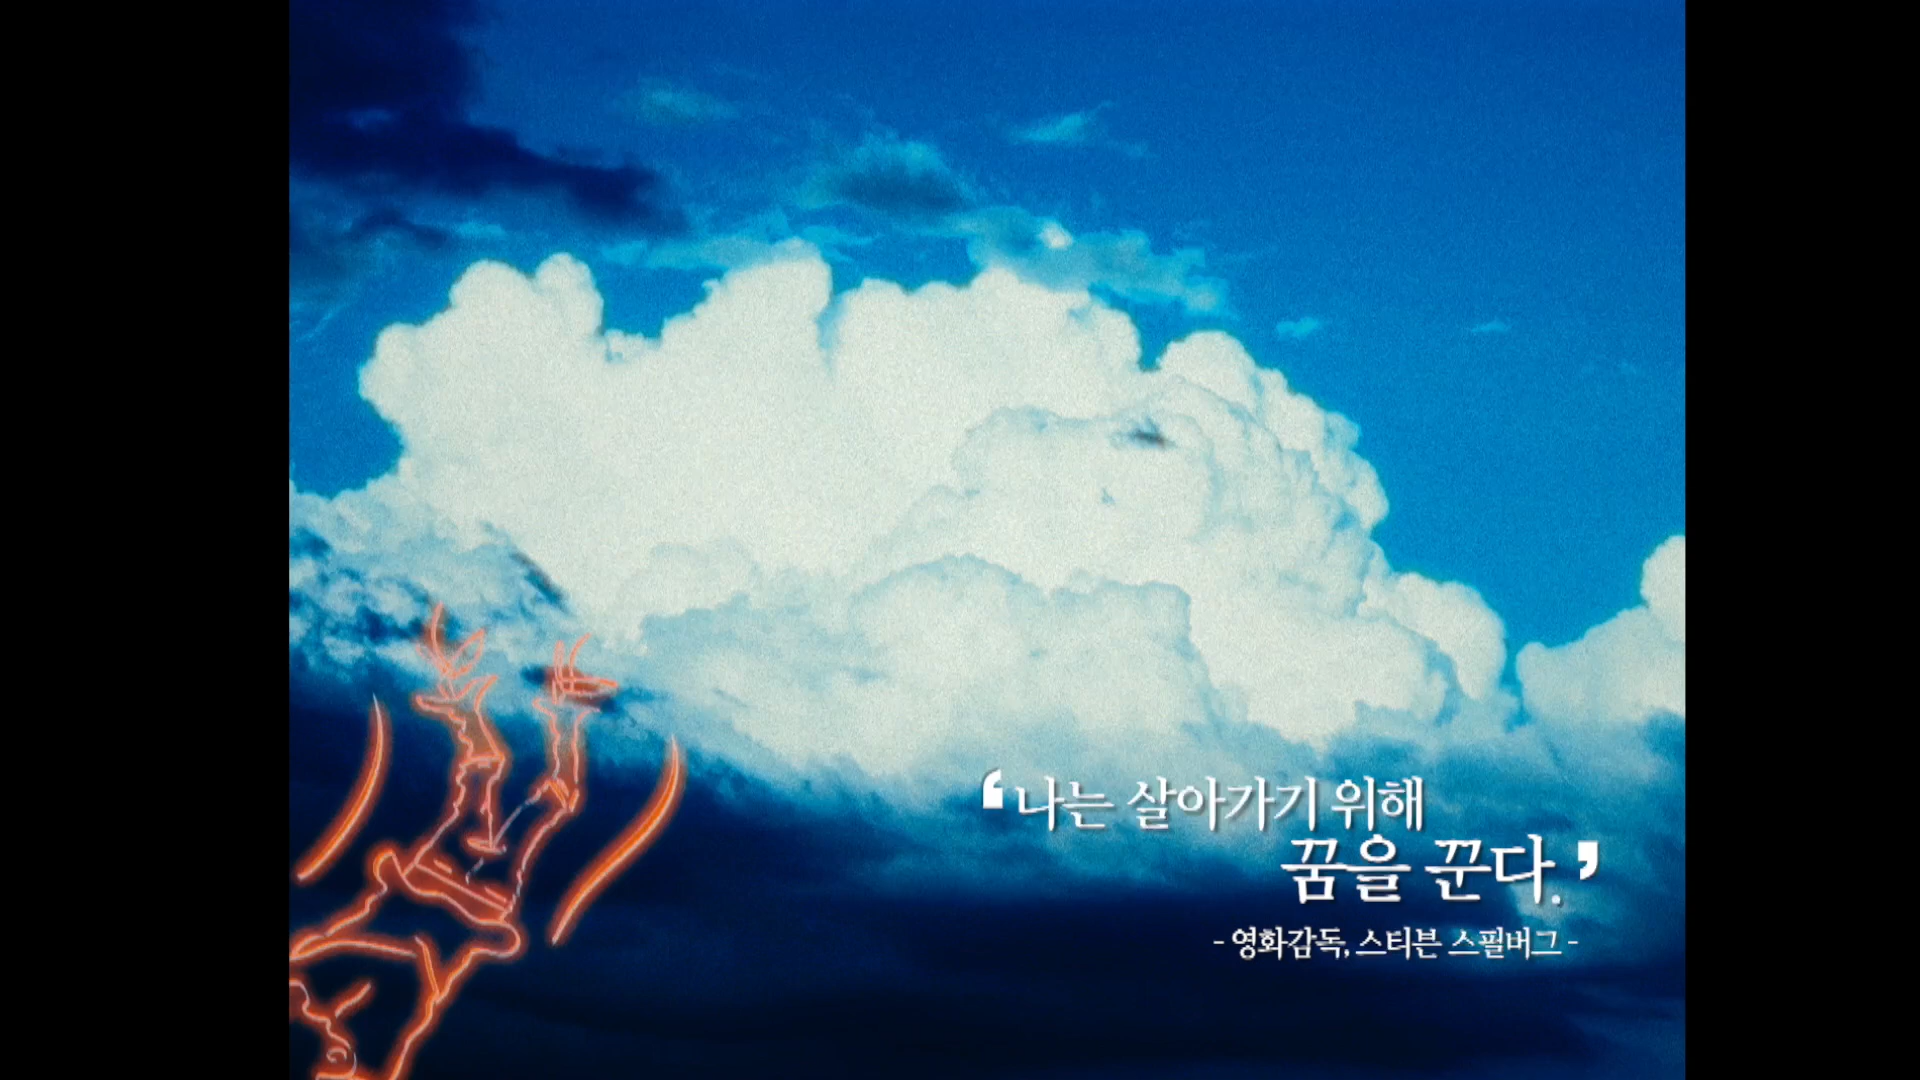 ‘나는 살아가기 위해
꿈을 꾼다.’
- 영화감독, 스티븐 스필버그 -